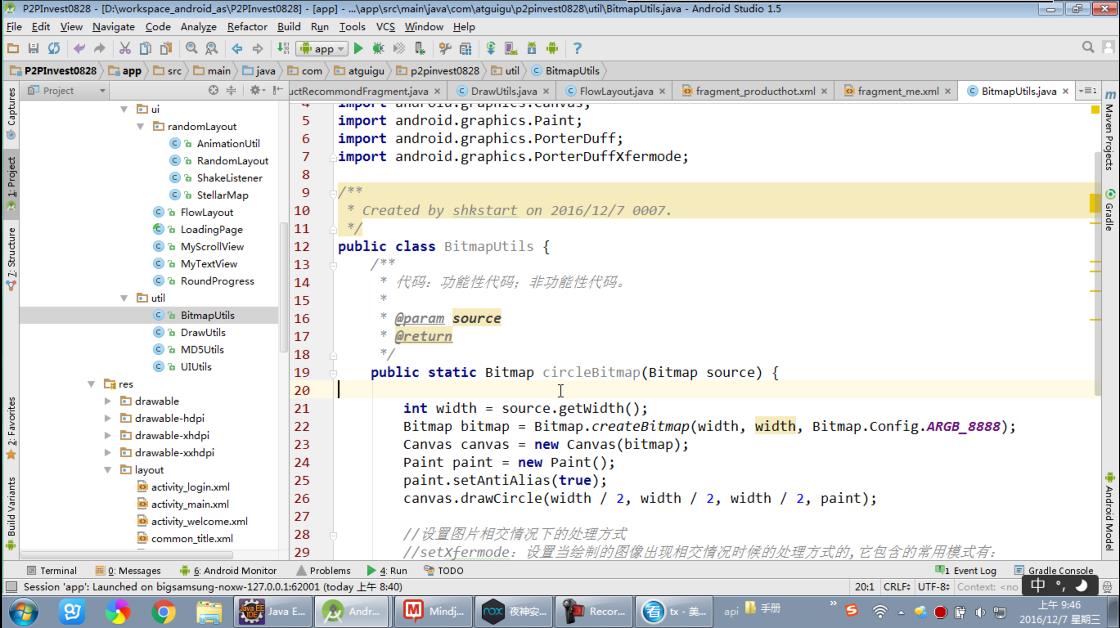 P2PInvest0828 - [D:\workspace_android_as\P2PInvest0828] - [app] - ...\app\src\main\java\com\atguigu\p2pinvest0828\util\BitmapUtils.java - Android Studio 1.5
File Edit View Navigate Code Analyze Refactor Build Run Tools VCS Window Help
app
P2PInvest0828 app src main java com atguigu p2pinvest0828 util BitmapUtils
Project
uctRecommondFragment.java DrawUtils.java FlowLayout.java fragment_producthot.xml fragment_me.xml BitmapUtils.java
Captures
1: Project
7: Structure
2: Favorites
Build Variants
ui
randomLayout
AnimationUtil
RandomLayout
ShakeListener
StellarMap
FlowLayout
LoadingPage
MyScrollView
MyTextView
RoundProgress
util
BitmapUtils
DrawUtils
MD5Utils
UIUtils
res
drawable
drawable-hdpi
drawable-xhdpi
drawable-xxhdpi
layout
activity_login.xml
activity_main.xml
activity_welcome.xml
common_title.xml
4 import android.graphics.Canvas;
5 import android.graphics.Paint;
6 import android.graphics.PorterDuff;
7 import android.graphics.PorterDuffXfermode;
8
9 /**
10 * Created by shkstart on 2016/12/7 0007.
11 */
12 public class BitmapUtils {
13 /**
14 * 代码：功能性代码；非功能性代码。
15 *
16 * @param source
17 * @return
18 */
19 public static Bitmap circleBitmap(Bitmap source) {
20
21 int width = source.getWidth();
22 Bitmap bitmap = Bitmap.createBitmap(width, width, Bitmap.Config.ARGB_8888);
23 Canvas canvas = new Canvas(bitmap);
24 Paint paint = new Paint();
25 paint.setAntiAlias(true);
26 canvas.drawCircle(width / 2, width / 2, width / 2, paint);
27
28 //设置图片相交情况下的处理方式
29 //setXfermode：设置当绘制的图像出现相交情况时候的处理方式的,它包含的常用模式有：
Maven Projects
Gradle
Android Model
Terminal 0: Messages 6: Android Monitor Problems 4: Run TODO 1 Event Log Gradle Console
Session 'app': Launched on bigsamsung-noxw-127.0.0.1:62001 (today 上午 8:40) 20:1 CRLF UTF-8 Context: <no
中
Java E... Andr... Mindj... 夜神安... Recor... tx - 美... api 手册
上午 9:46
2016/12/7 星期三